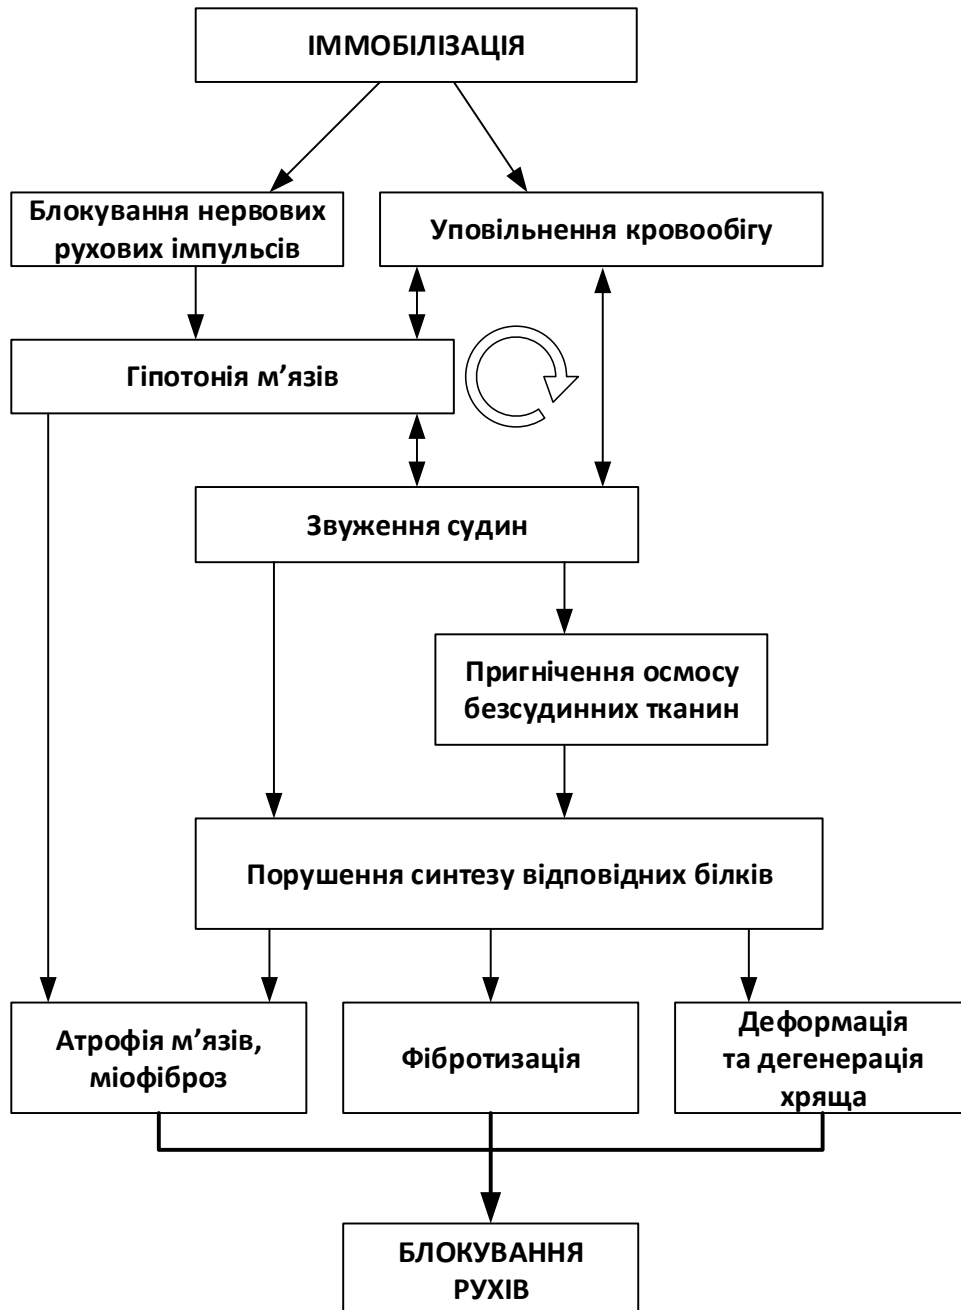 ІММОБІЛІЗАЦІЯ
Блокування нервових
рухових імпульсів
Уповільнення кровообігу
Гіпотонія м’язів
Звуження судин
Пригнічення осмосу
безсудинних тканин
Порушення синтезу відповідних білків
Атрофія м’язів,
міофіброз
Фібротизація
Деформація
та дегенерація
хряща
БЛОКУВАННЯ
РУХІВ